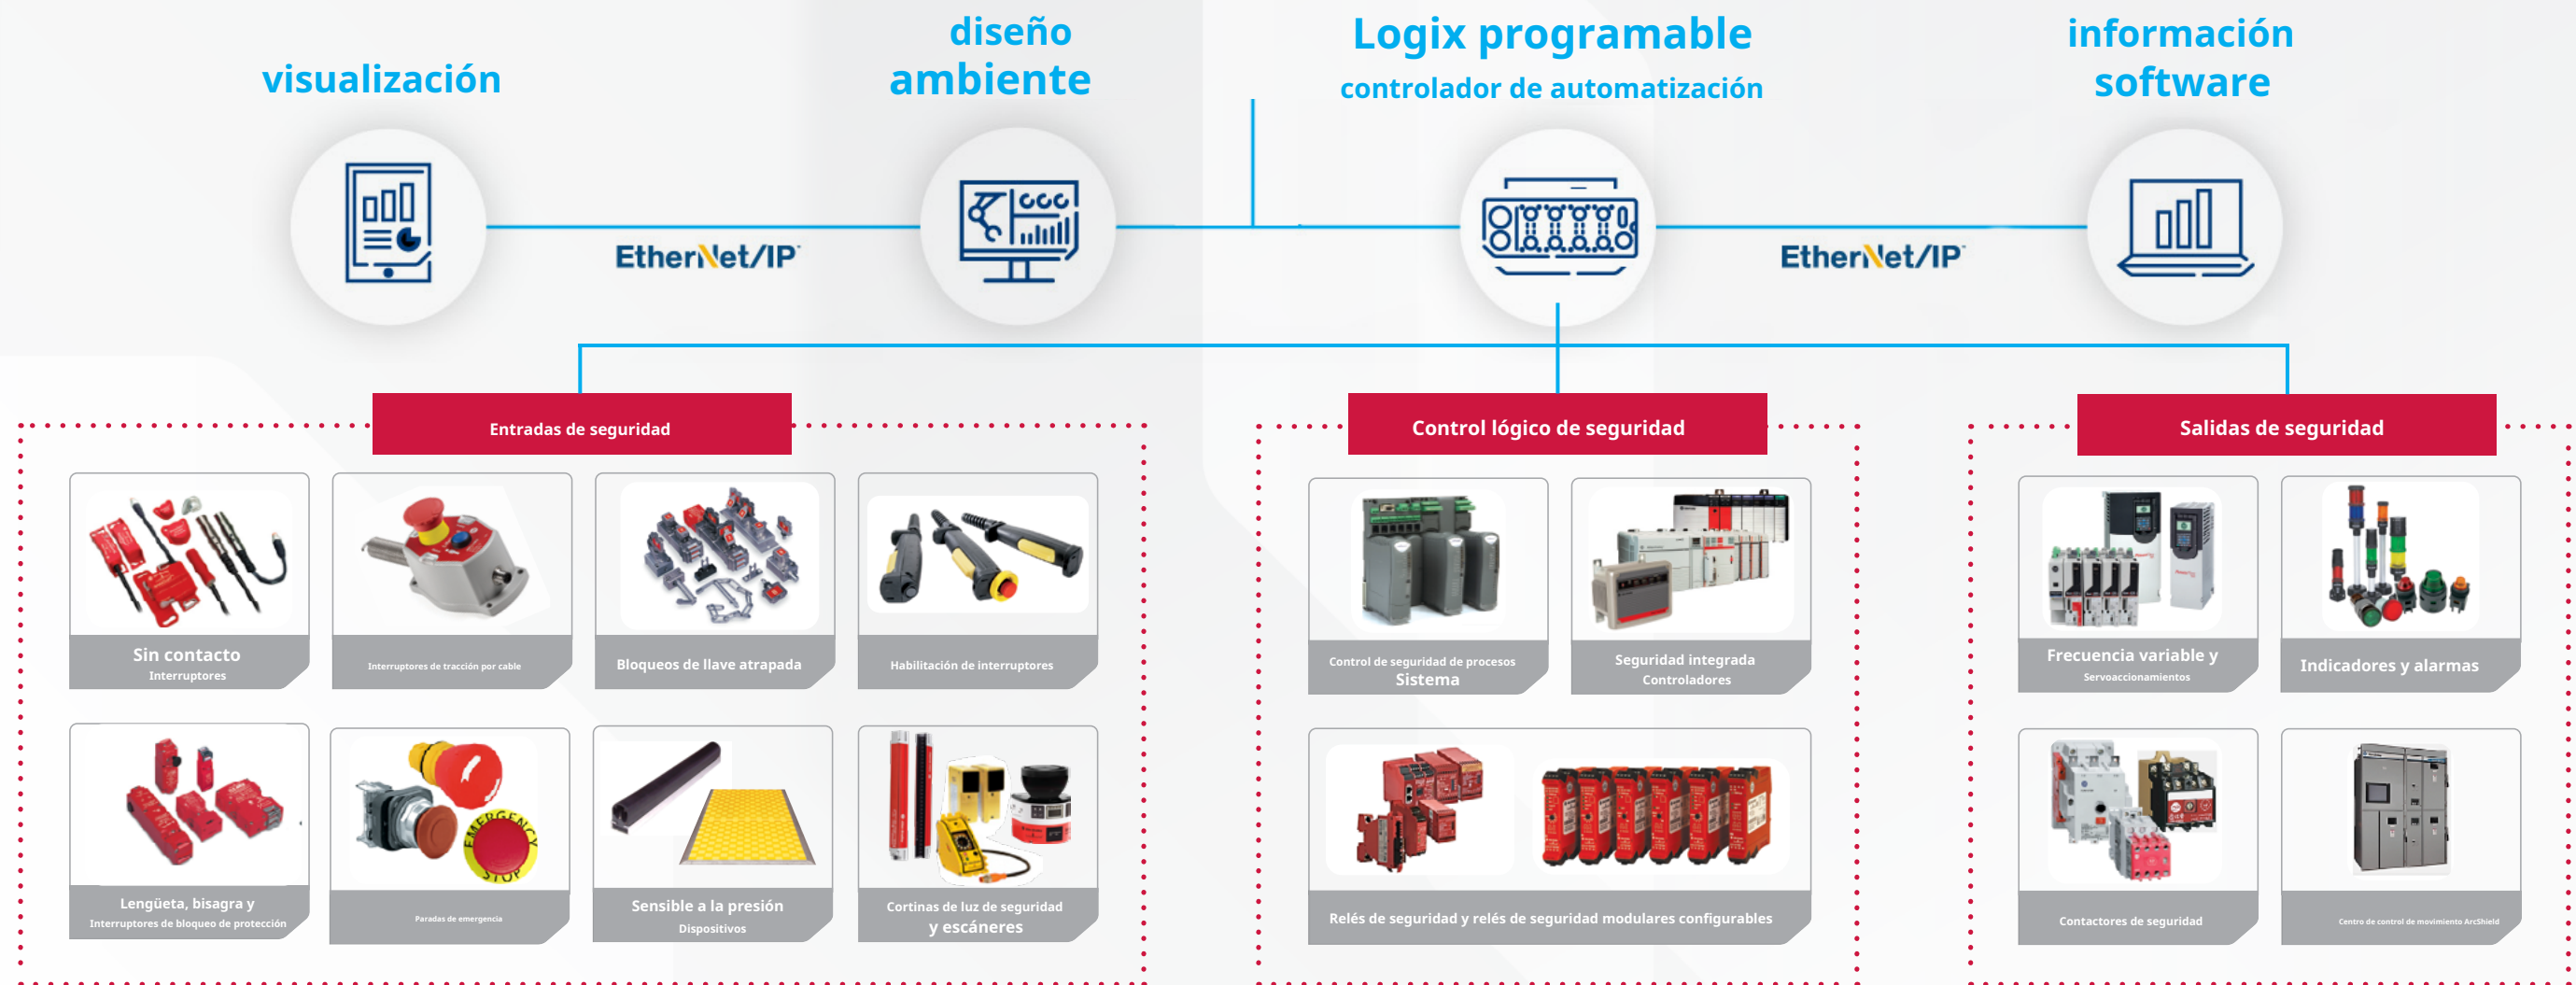 visualización
diseño
ambiente
Logix programable
controlador de automatización
información
software
EtherNet/IP
EtherNet/IP
Entradas de seguridad
Control lógico de seguridad
Salidas de seguridad
Sin contacto
Interruptores
Interruptores de tracción por cable
Bloqueos de llave atrapada
Habilitación de interruptores
Control de seguridad de procesos
Sistema
Seguridad integrada
Controladores
Frecuencia variable y
Servoaccionamientos
Indicadores y alarmas
EMERGENCY
STOP
Lengüeta, bisagra y
Interruptores de bloqueo de protección
Paradas de emergencia
Sensible a la presión
Dispositivos
Cortinas de luz de seguridad
y escáneres
Relés de seguridad y relés de seguridad modulares configurables
Contactores de seguridad
Centro de control de movimiento ArcShield